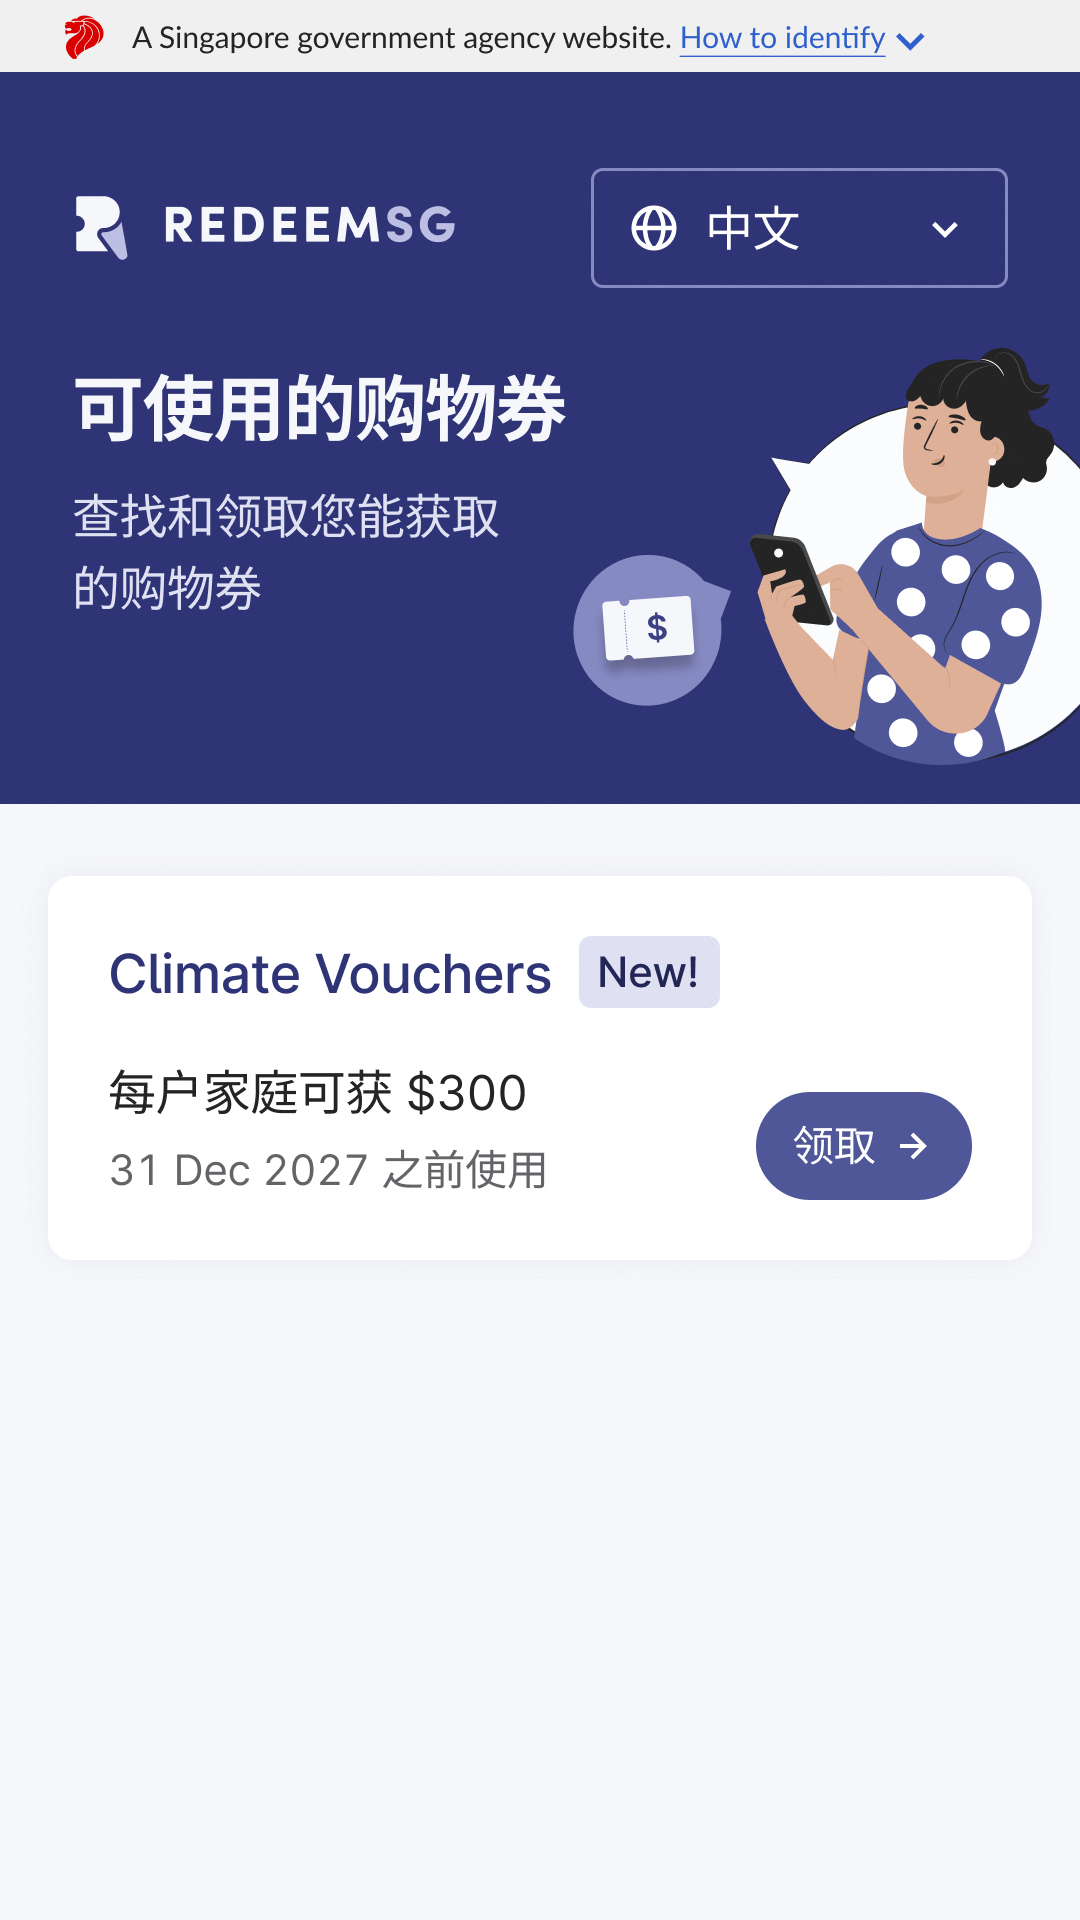 A Singapore government agency website. How to identify
REDEEMSG
中文
可使用的购物券
查找和领取您能获取
的购物券
$
Climate Vouchers
New!
每户家庭可获 $300
31 Dec 2027 之前使用
领取